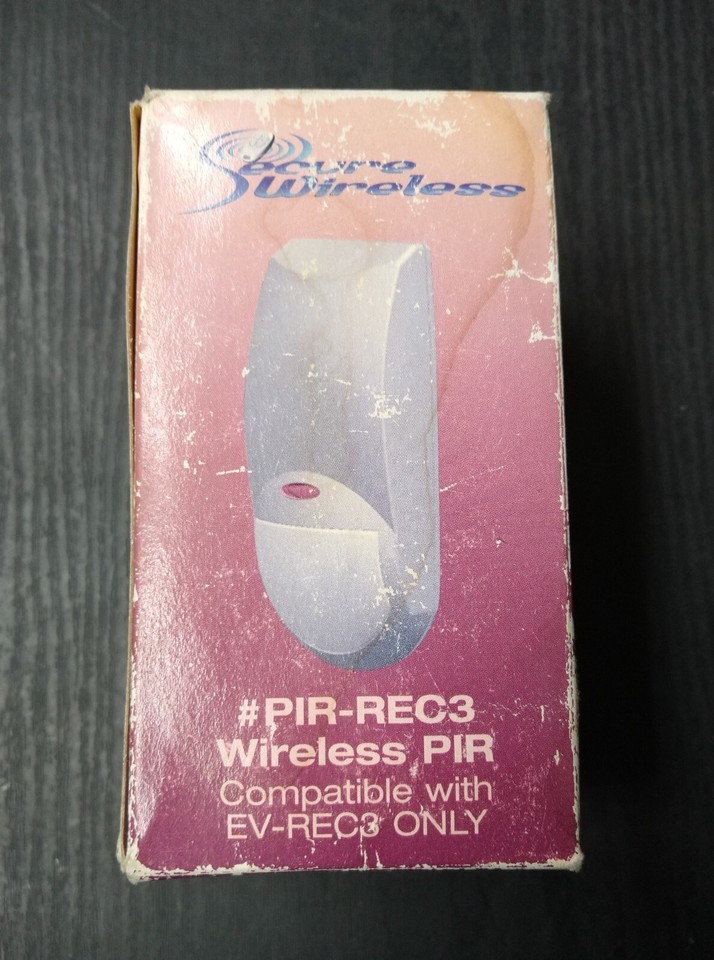 Secure
Wireless
#PIR-REC3
Wireless PIR
Compatible with
EV-REC3 ONLY